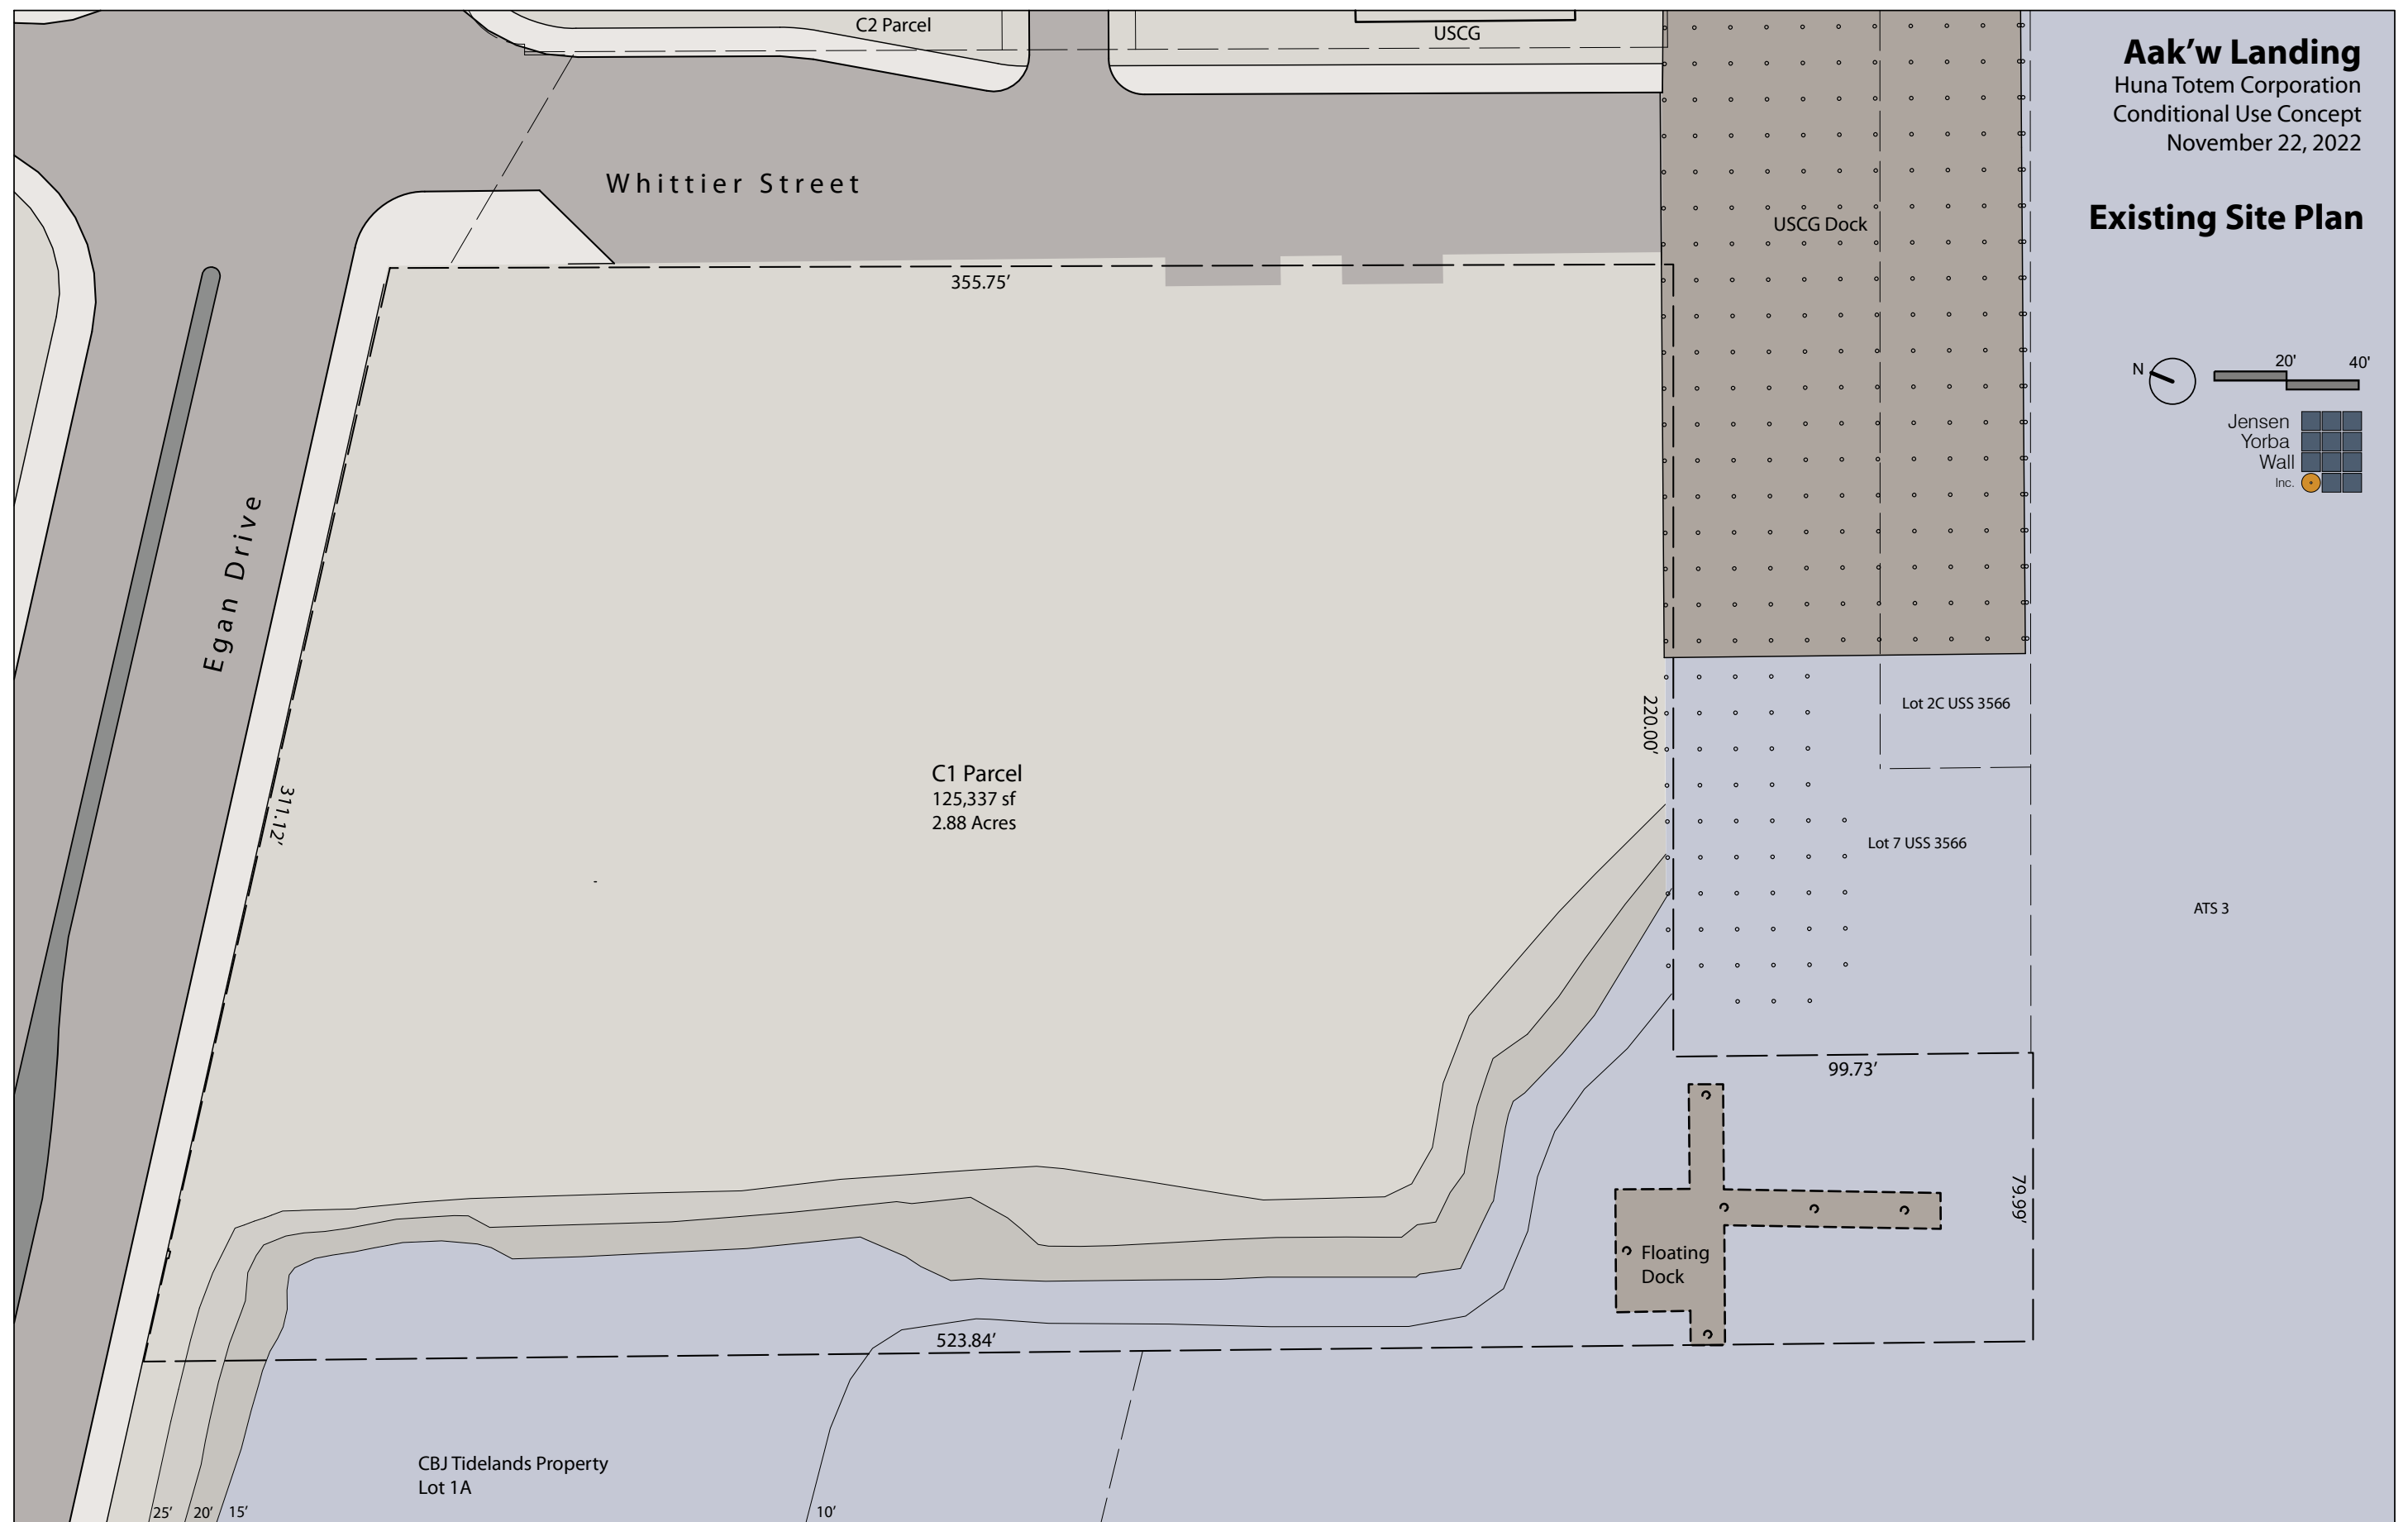 C2 Parcel
USCG
Aak’w Landing
Huna Totem Corporation
Conditional Use Concept
November 22, 2022
Existing Site Plan
Whittier Street
USCG Dock
355.75’
N
20'
40'
Jensen
Yorba
Wall
Inc.
Egan Drive
220.00’
Lot 2C USS 3566
C1 Parcel
125,337 sf
2.88 Acres
311.12’
Lot 7 USS 3566
ATS 3
99.73’
79.99’
Floating
Dock
523.84’
CBJ Tidelands Property
Lot 1A
25’
20’
15’
10’